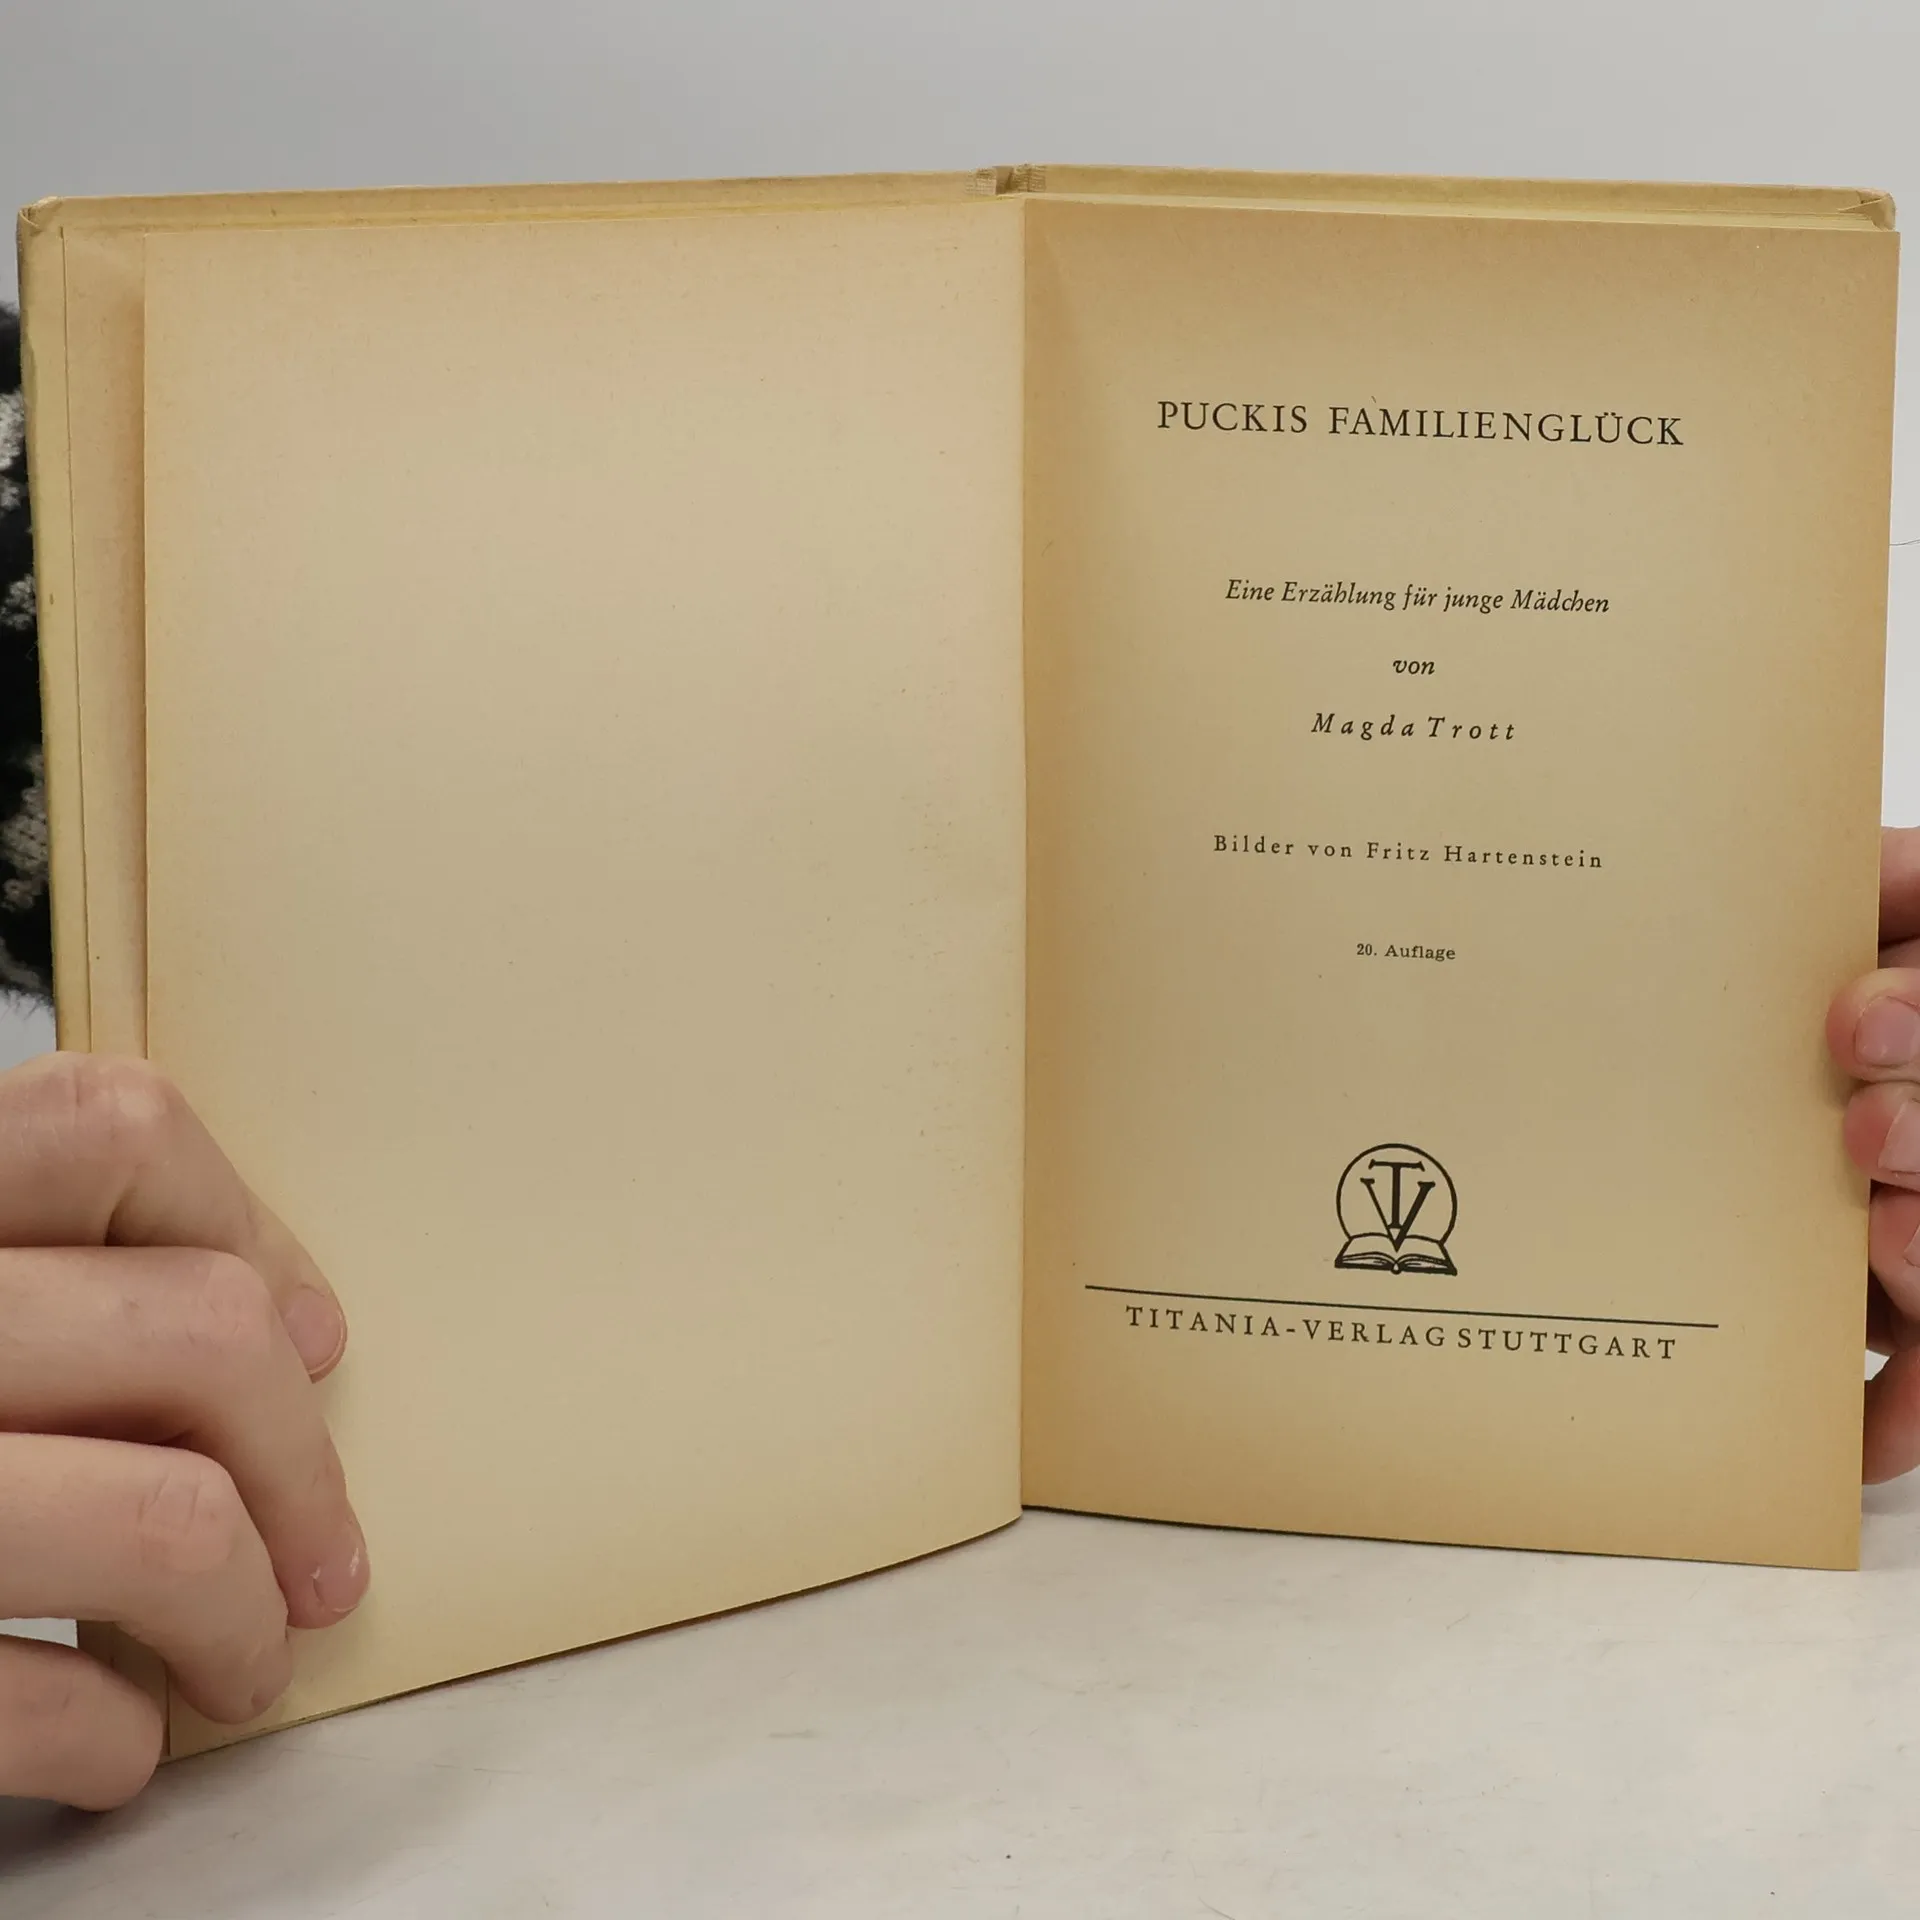 PUCKIS FAMILIENGLÜCK
Eine Erzählung für junge Mädchen
von
Magda Trott
Bilder von Fritz Hartenstein
20. Auflage
TV
TITANIA-VERLAG STUTTGART